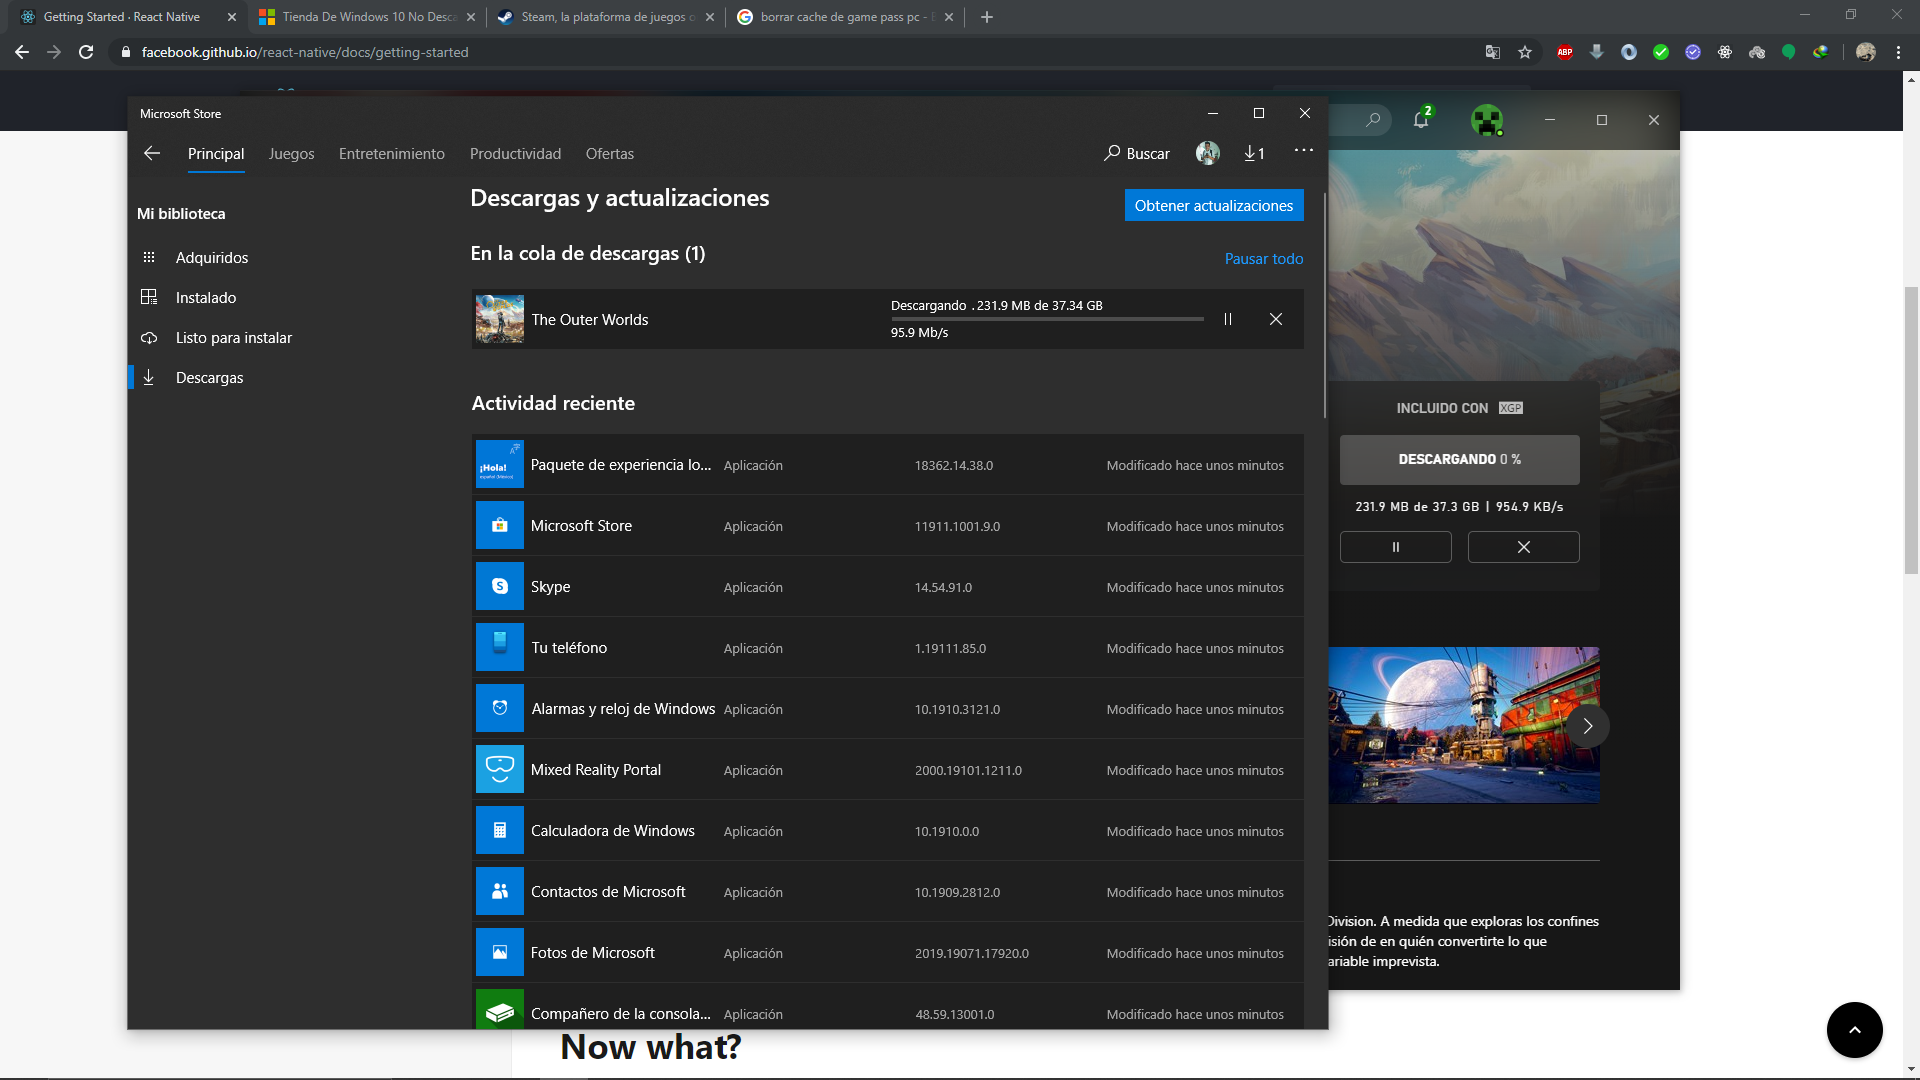 Getting Started · React Native
Tienda De Windows 10 No Desca
Steam, la plataforma de juegos o
borrar cache de game pass pc - B
facebook.github.io/react-native/docs/getting-started
ABP
Microsoft Store
2
Principal
Juegos
Entretenimiento
Productividad
Ofertas
Buscar
1
Mi biblioteca
Adquiridos
Instalado
Listo para instalar
Descargas
Descargas y actualizaciones
Obtener actualizaciones
En la cola de descargas (1)
Pausar todo
The Outer Worlds
Descargando . 231.9 MB de 37.34 GB
95.9 Mb/s
Actividad reciente
¡Hola!
Paquete de experiencia lo... Aplicación 18362.14.38.0 Modificado hace unos minutos
Microsoft Store Aplicación 11911.1001.9.0 Modificado hace unos minutos
Skype Aplicación 14.54.91.0 Modificado hace unos minutos
Tu teléfono Aplicación 1.19111.85.0 Modificado hace unos minutos
Alarmas y reloj de Windows Aplicación 10.1910.3121.0 Modificado hace unos minutos
Mixed Reality Portal Aplicación 2000.19101.1211.0 Modificado hace unos minutos
Calculadora de Windows Aplicación 10.1910.0.0 Modificado hace unos minutos
Contactos de Microsoft Aplicación 10.1909.2812.0 Modificado hace unos minutos
Fotos de Microsoft Aplicación 2019.19071.17920.0 Modificado hace unos minutos
Compañero de la consola... Aplicación 48.59.13001.0 Modificado hace unos minutos
INCLUIDO CON XGP
DESCARGANDO 0 %
231.9 MB de 37.3 GB | 954.9 KB/s
Division. A medida que exploras los confines
isión de en quién convertirte lo que
ariable imprevista.
Now what?